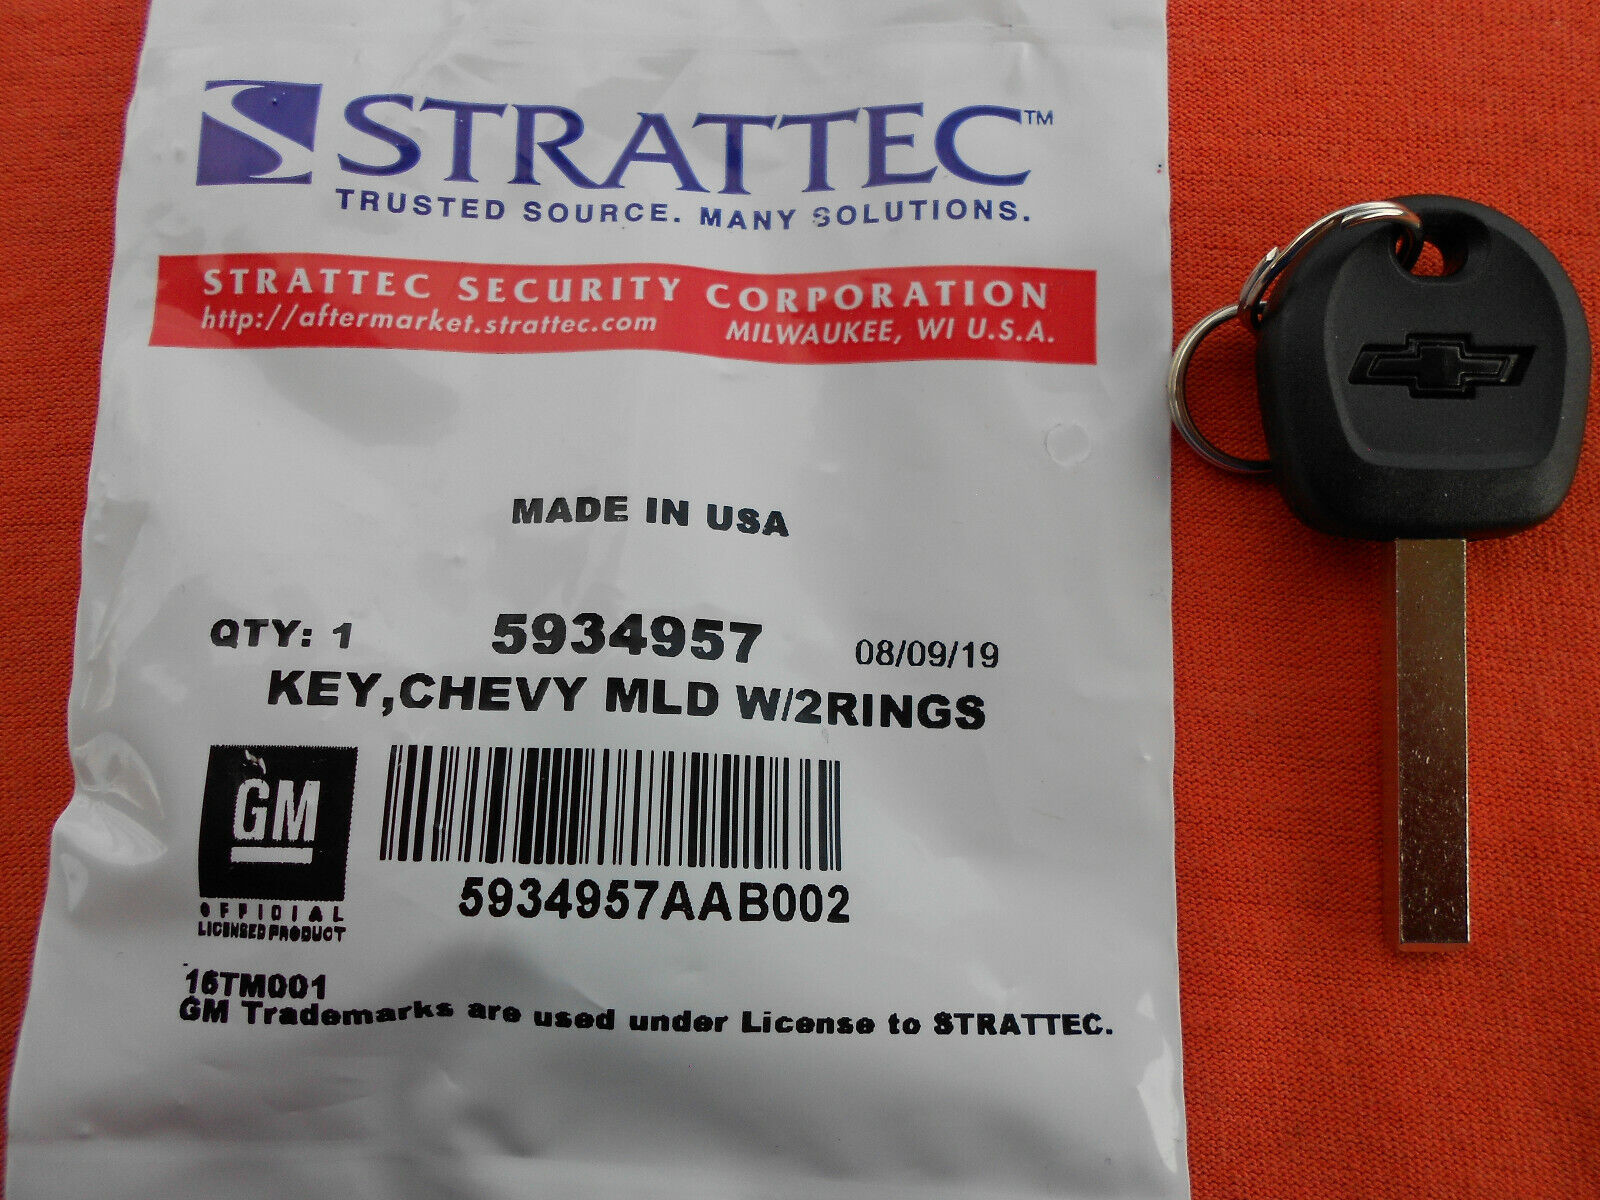 STRATTEC™
TRUSTED SOURCE. MANY SOLUTIONS.
STRATTEC SECURITY CORPORATION
http://aftermarket.strattec.com MILWAUKEE, WI U.S.A.
MADE IN USA
QTY: 1 5934957 08/09/19
KEY,CHEVY MLD W/2RINGS
GM
OFFICIAL
LICENSED PRODUCT
5934957AAB002
16TM001
GM Trademarks are used under License to STRATTEC.